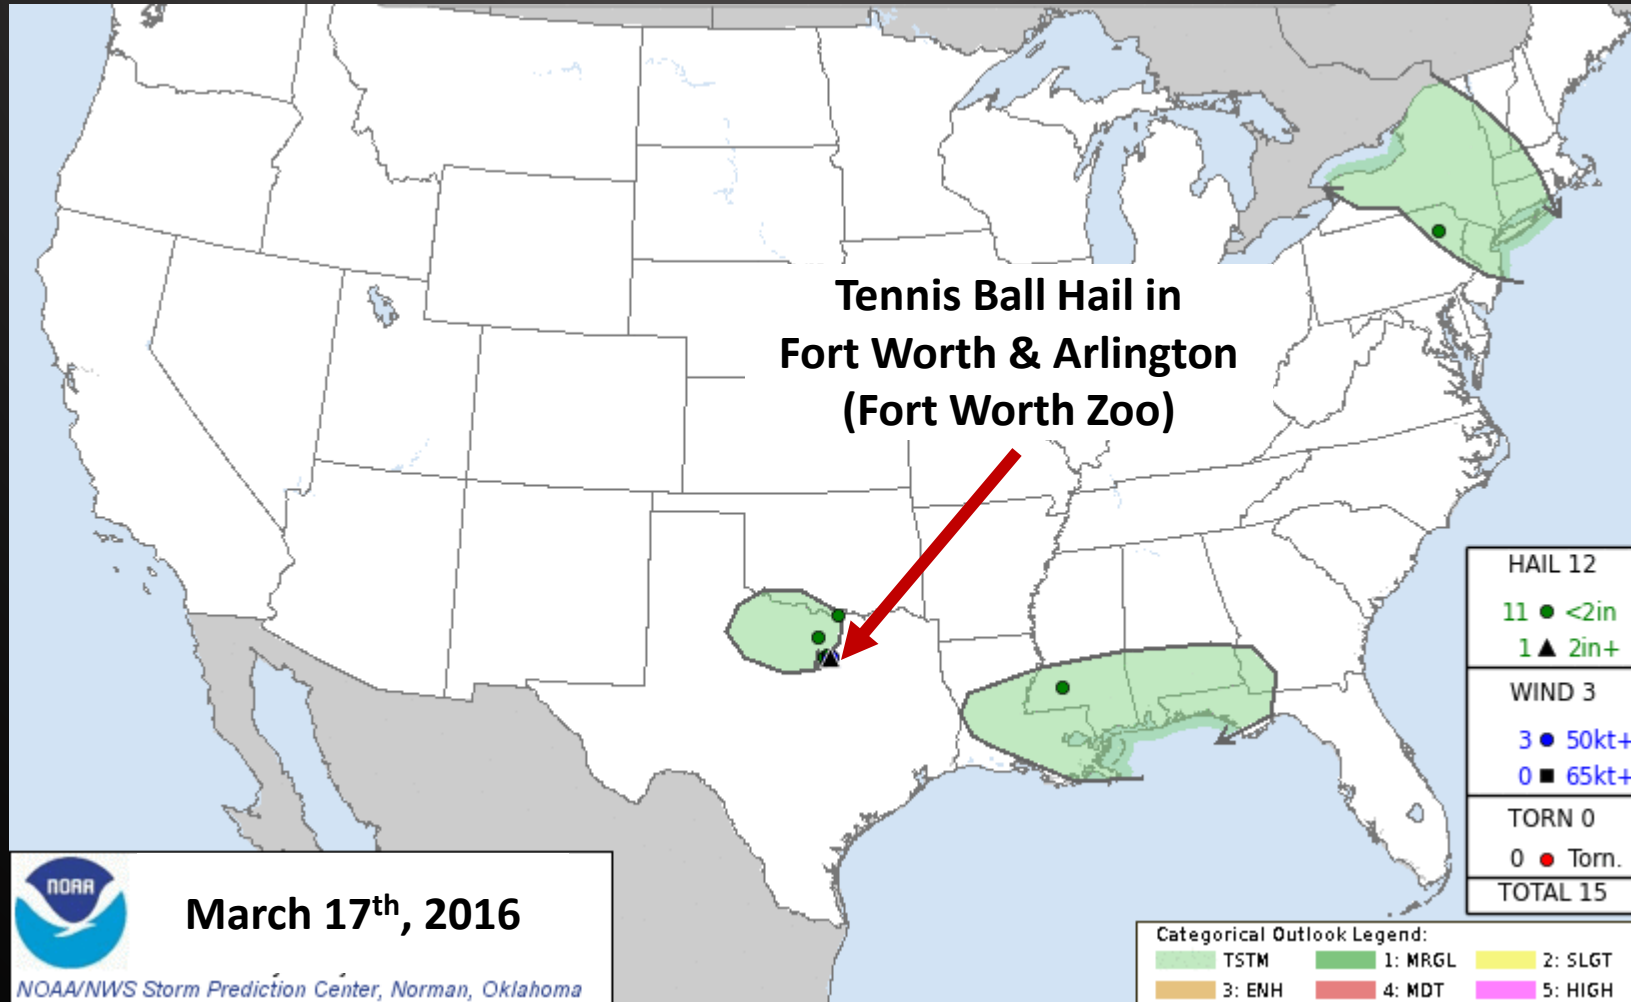 Tennis Ball Hail in
Fort Worth & Arlington
(Fort Worth Zoo)
HAIL 12
11 ● <2in
1 ▲ 2in+
WIND 3
3 ● 50kt+
0 ■ 65kt+
TORN 0
0 ● Torn.
TOTAL 15
NOAA
March 17th, 2016
NOAA/NWS Storm Prediction Center, Norman, Oklahoma
Categorical Outlook Legend:
TSTM 1: MRGL 2: SLGT
3: ENH 4: MDT 5: HIGH